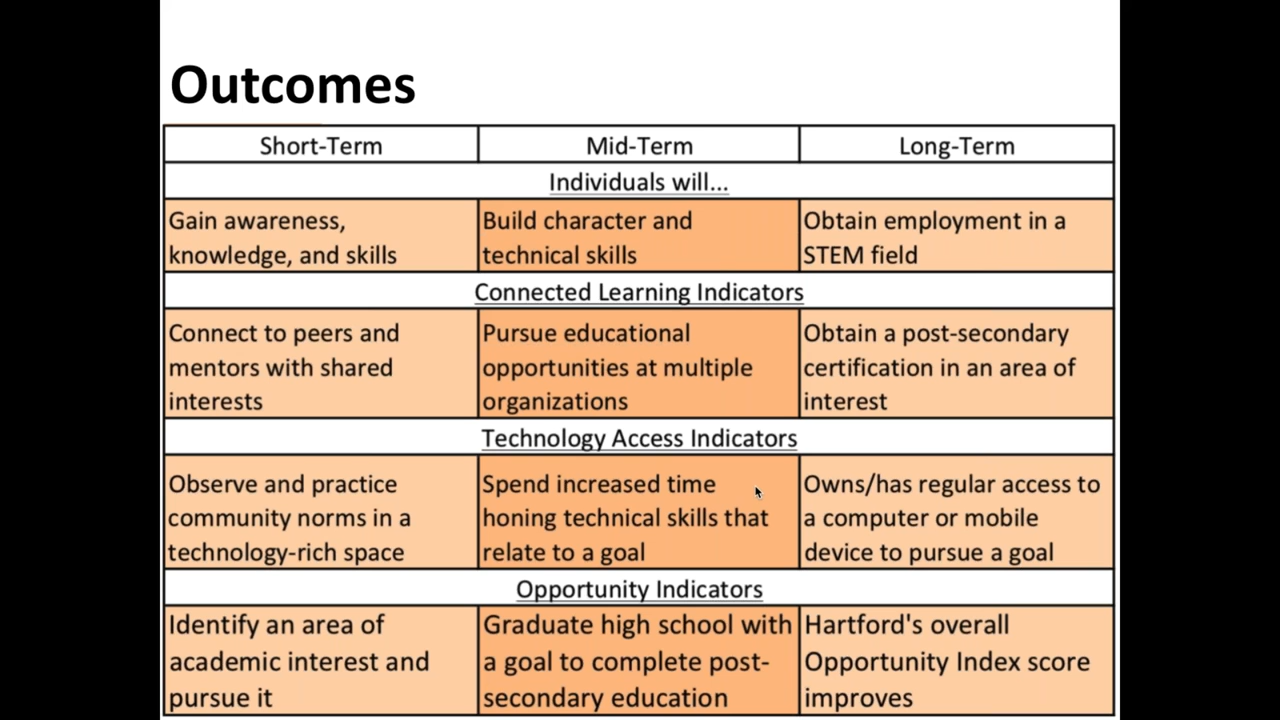 Outcomes
Short-Term Mid-Term Long-Term
Individuals will...
Gain awareness,
knowledge, and skills
Build character and
technical skills
Obtain employment in a
STEM field
Connected Learning Indicators
Connect to peers and
mentors with shared
interests
Pursue educational
opportunities at multiple
organizations
Obtain a post-secondary
certification in an area of
interest
Technology Access Indicators
Observe and practice
community norms in a
technology-rich space
Spend increased time
honing technical skills that
relate to a goal
Owns/has regular access to
a computer or mobile
device to pursue a goal
Opportunity Indicators
Identify an area of
academic interest and
pursue it
Graduate high school with
a goal to complete post-
secondary education
Hartford's overall
Opportunity Index score
improves